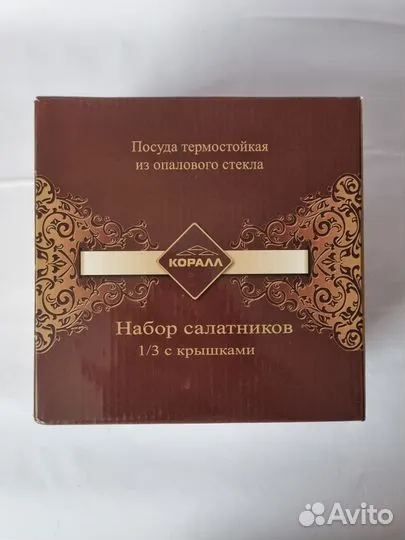 Посуда термостойкая
из опалового стекла
КОРАЛЛ
Набор салатников
1/3 с крышками
Avito